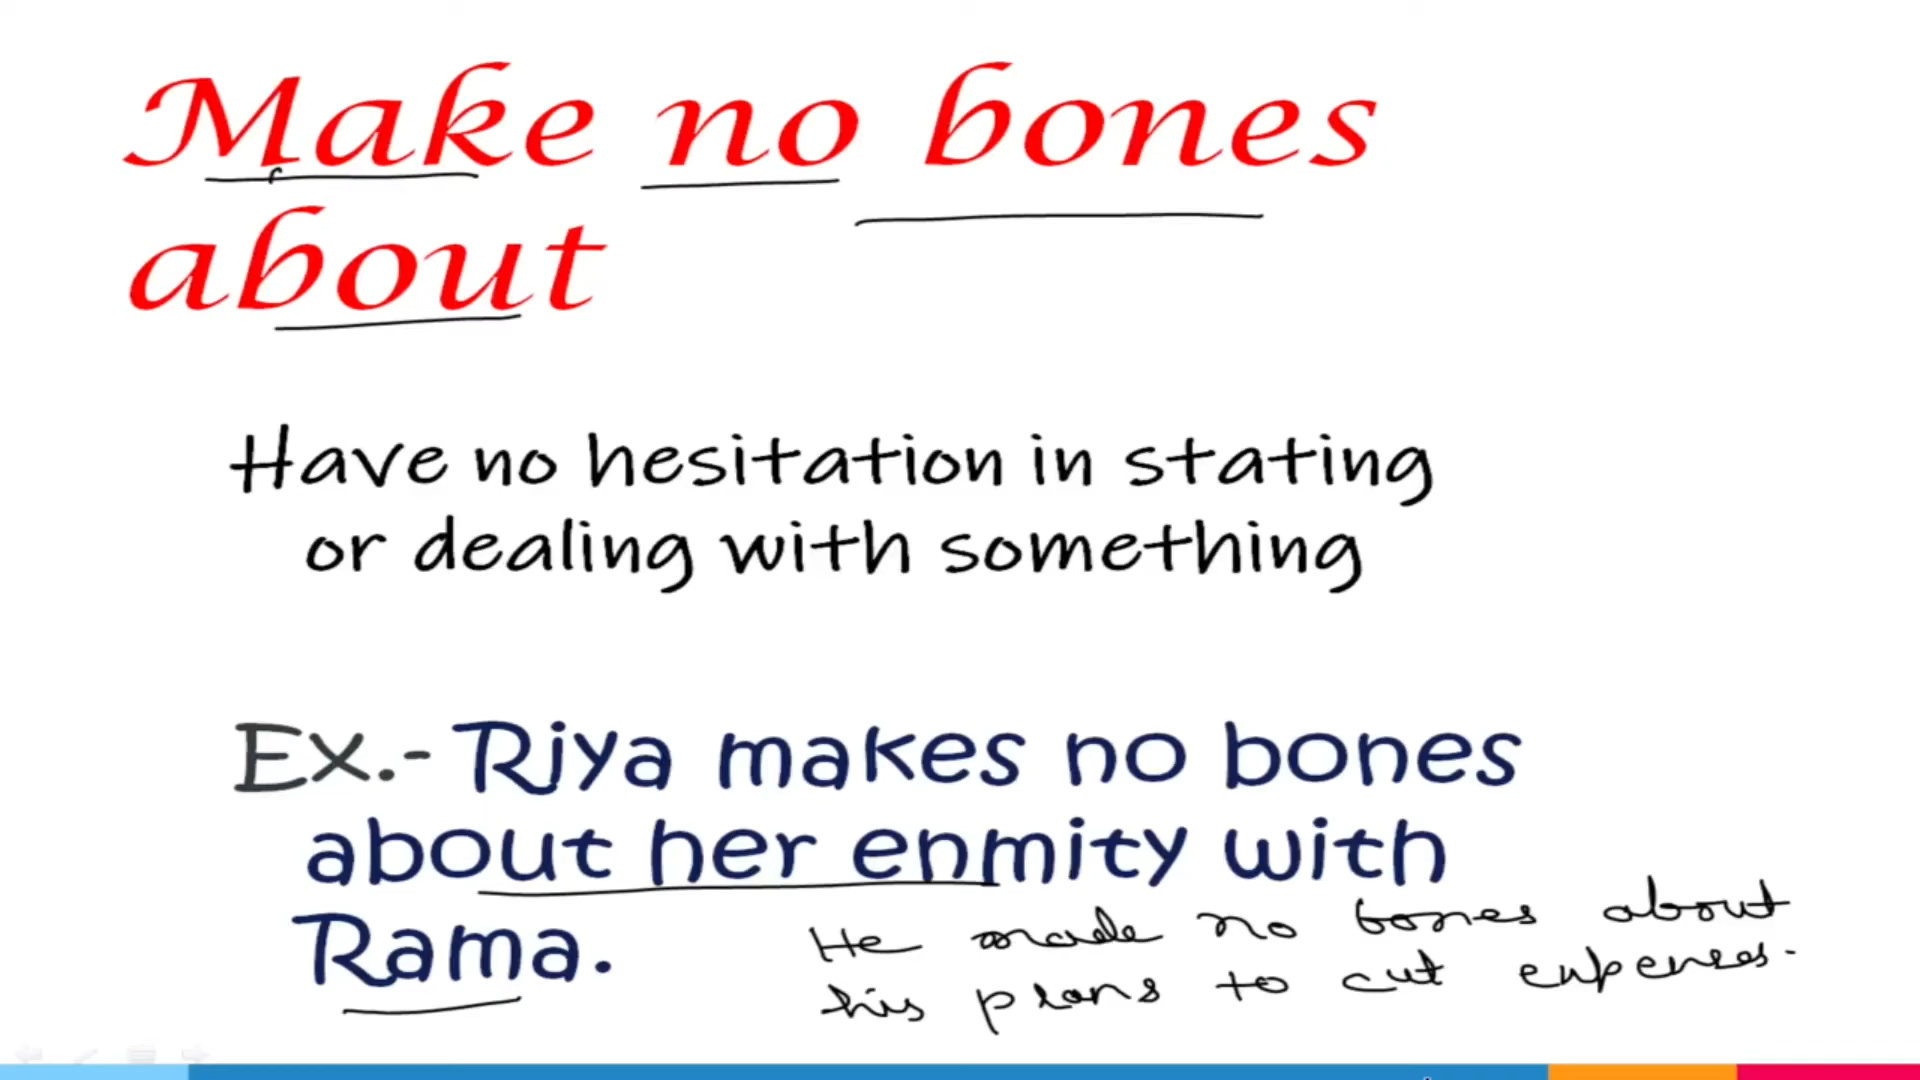 Make no bones
about
Have no hesitation in stating
or dealing with something
Ex.- Riya makes no bones
about her enmity with
Rama.
He made no bones about
his plans to cut expenses.